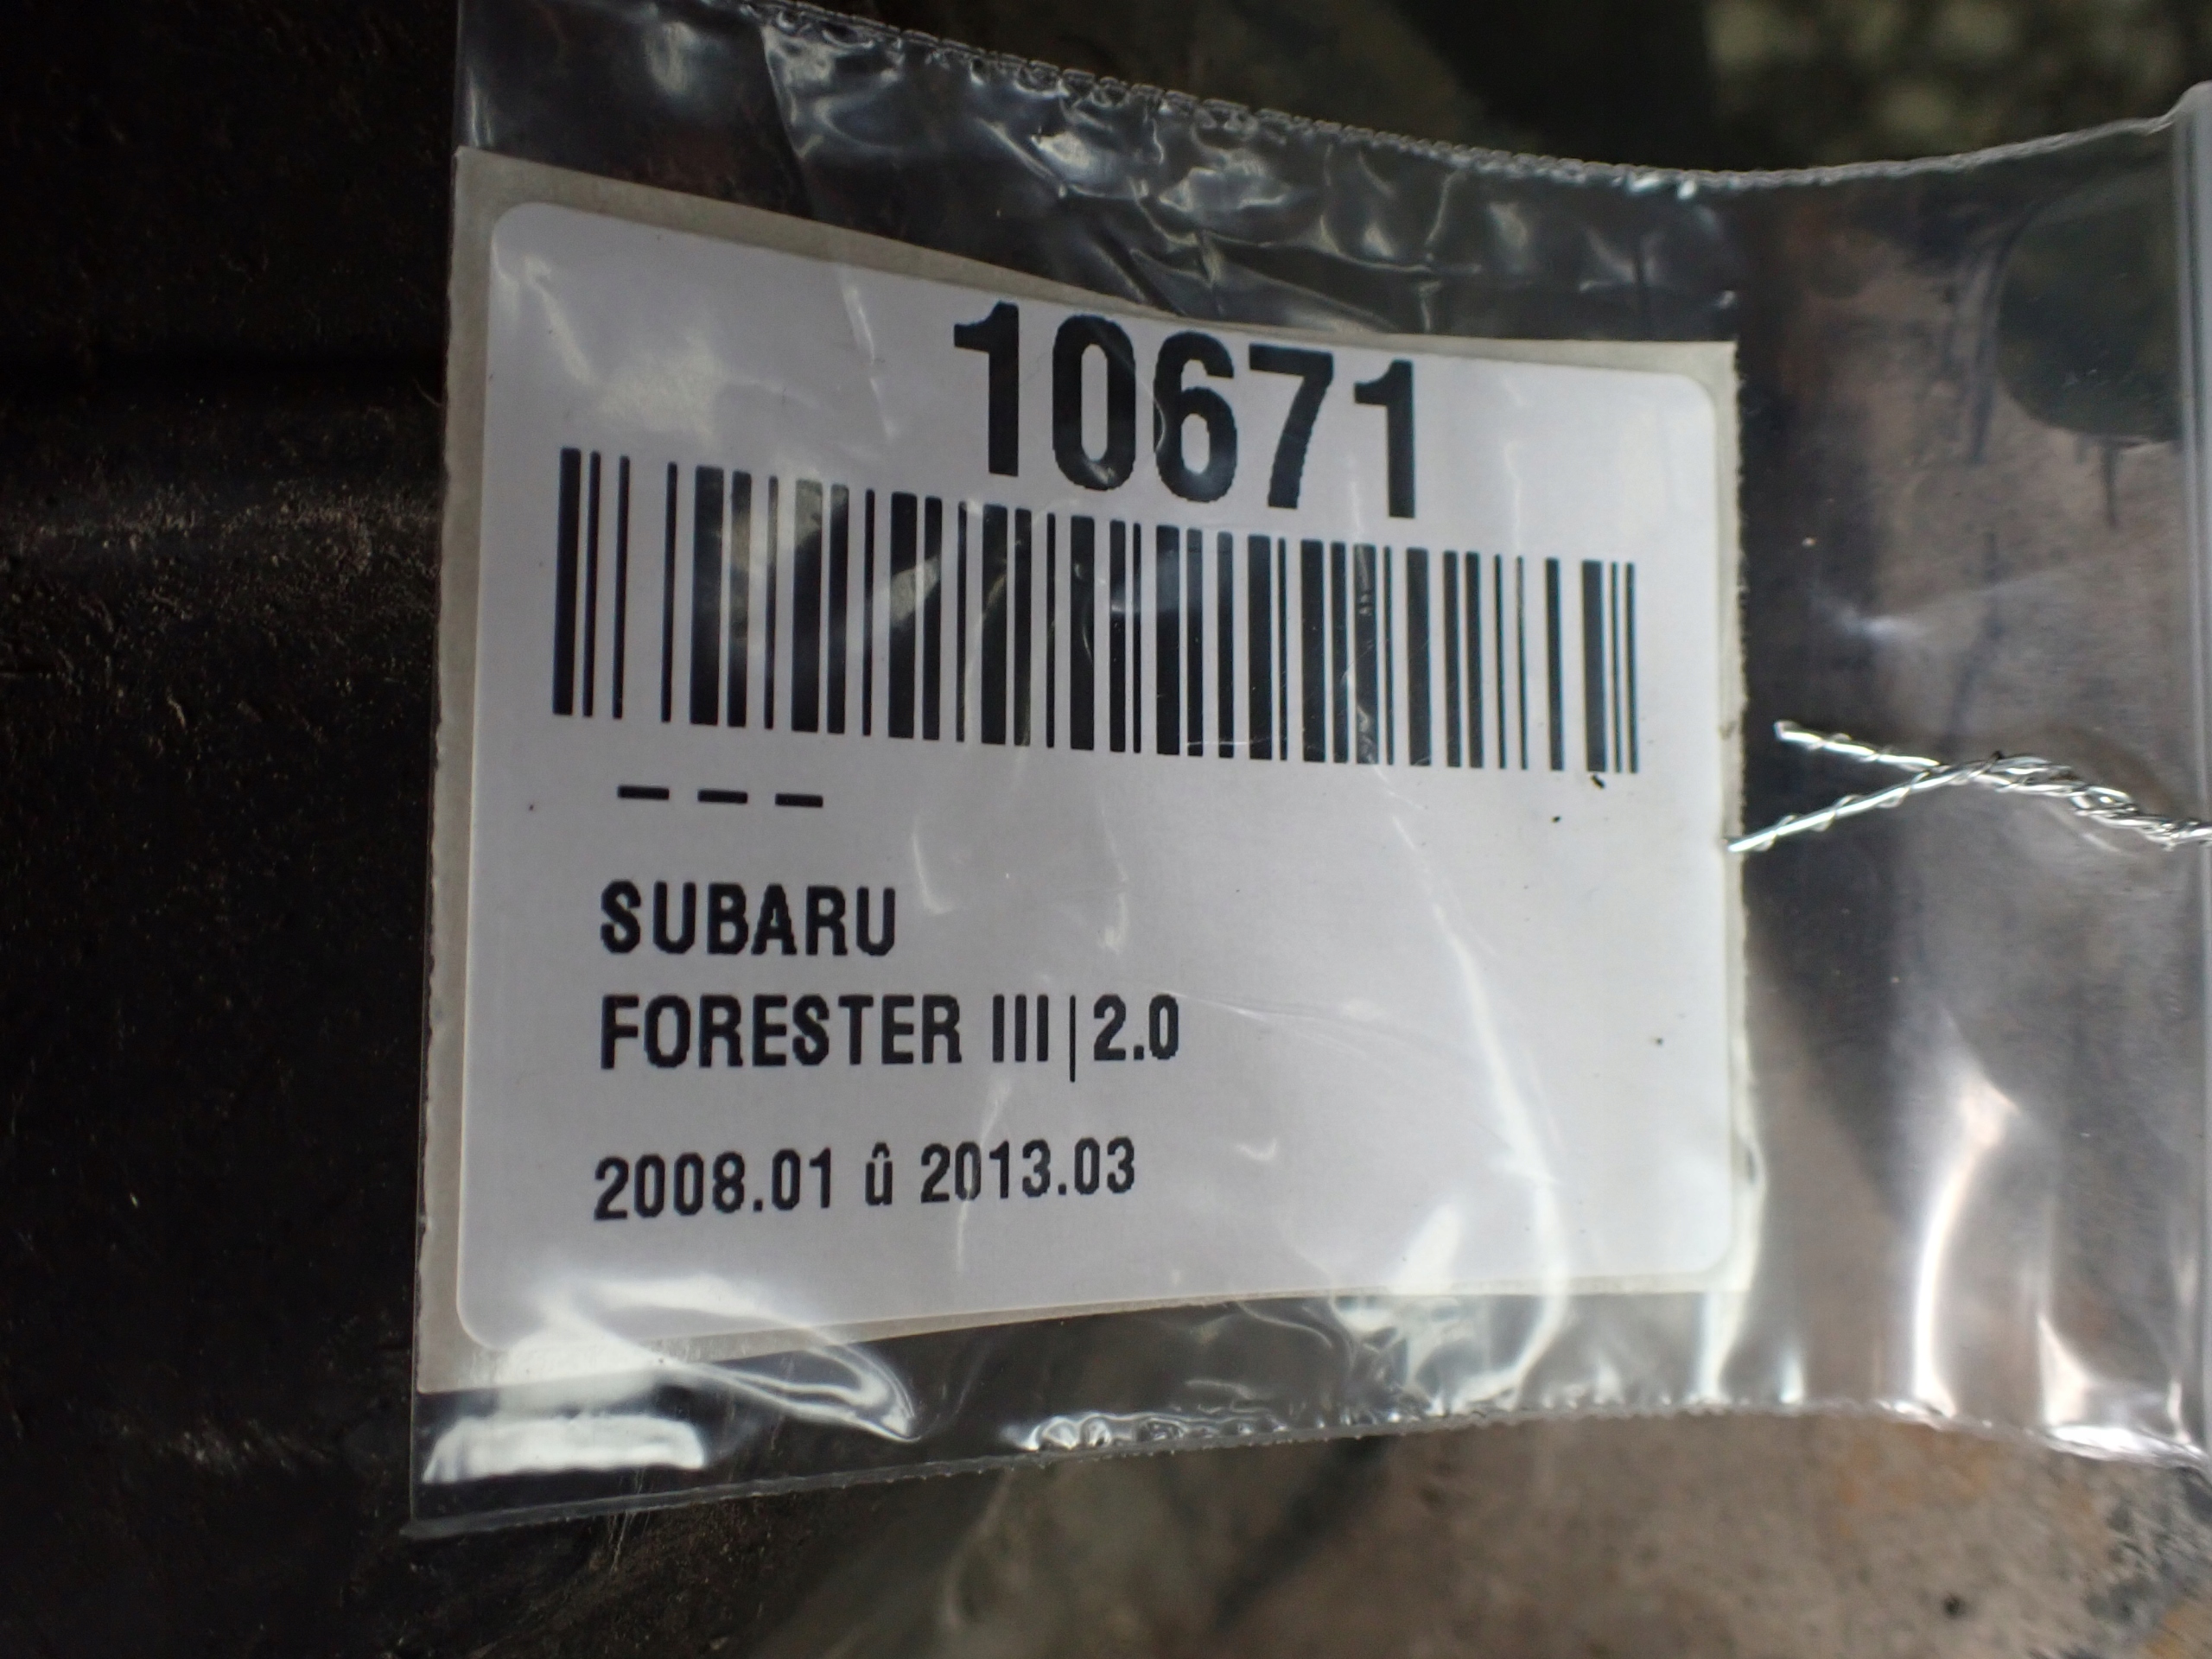 10671
– – –
SUBARU
FORESTER III|2.0
2008.01 û 2013.03